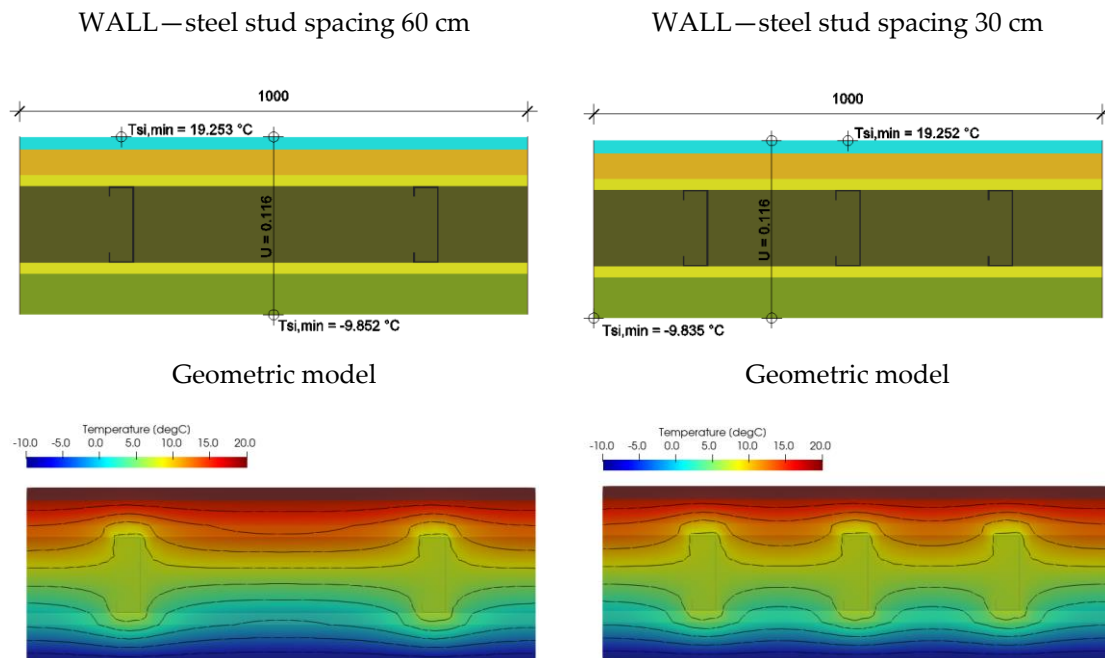 WALL—steel stud spacing 60 cm
WALL—steel stud spacing 30 cm
1000
Tsi,min = 19.253 °C
U = 0.116
Tsi,min = -9.852 °C
1000
Tsi,min = 19.252 °C
U = 0.116
Tsi,min = -9.835 °C
Geometric model
Geometric model
Temperature (degC)
-10.0 -5.0 0.0 5.0 10.0 15.0 20.0
Temperature (degC)
-10.0 -5.0 0.0 5.0 10.0 15.0 20.0